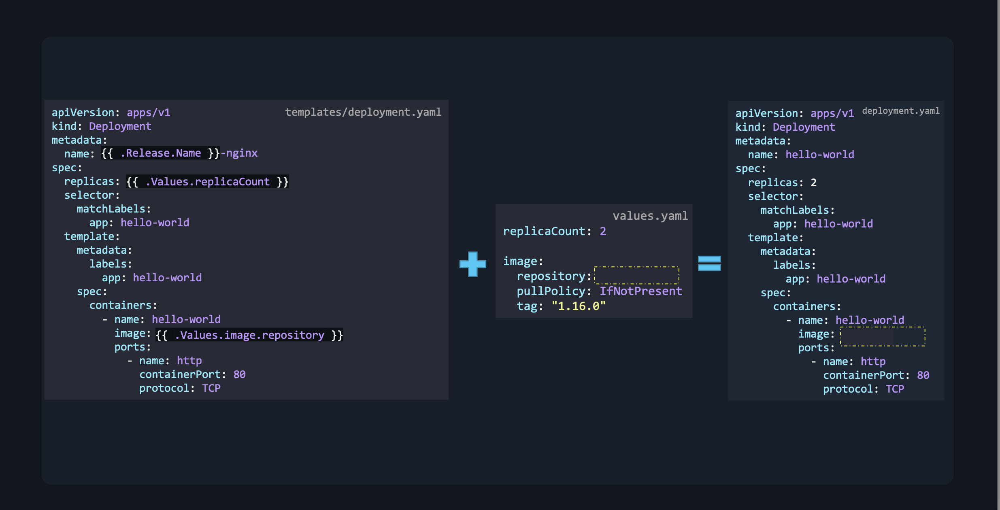 templates/deployment.yaml
apiVersion: apps/v1
kind: Deployment
metadata:
  name: {{ .Release.Name }}-nginx
spec:
  replicas: {{ .Values.replicaCount }}
  selector:
    matchLabels:
      app: hello-world
  template:
    metadata:
      labels:
        app: hello-world
    spec:
      containers:
        - name: hello-world
          image: {{ .Values.image.repository }}
          ports:
            - name: http
              containerPort: 80
              protocol: TCP
values.yaml
replicaCount: 2
image:
  repository:
  pullPolicy: IfNotPresent
  tag: "1.16.0"
deployment.yaml
apiVersion: apps/v1
kind: Deployment
metadata:
  name: hello-world
spec:
  replicas: 2
  selector:
    matchLabels:
      app: hello-world
  template:
    metadata:
      labels:
        app: hello-world
    spec:
      containers:
        - name: hello-world
          image:
          ports:
            - name: http
              containerPort: 80
              protocol: TCP